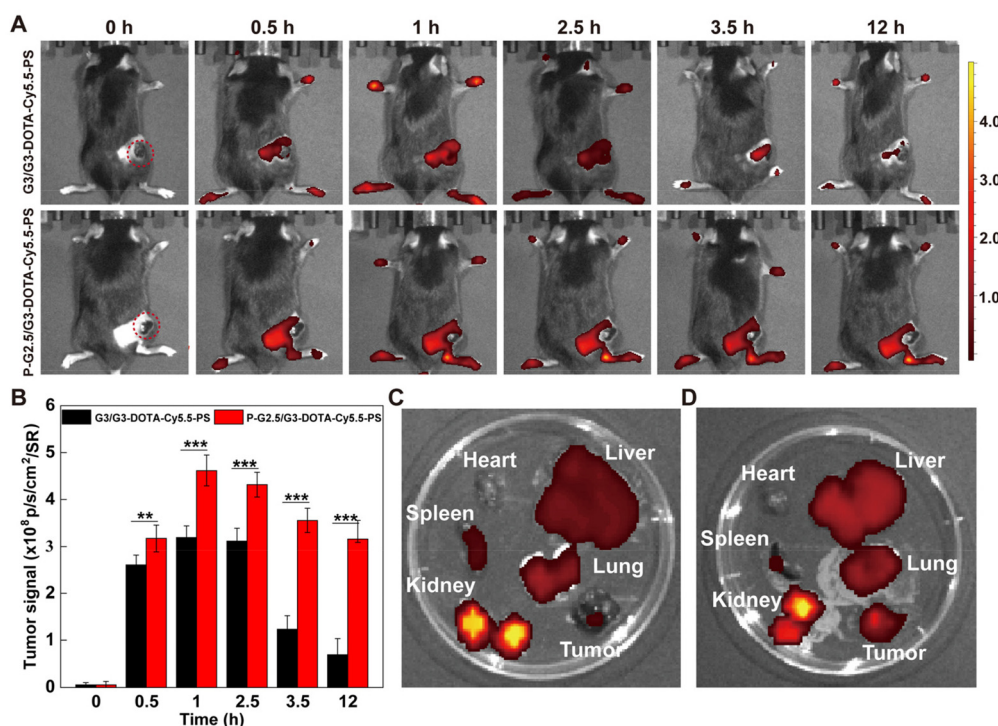 A
0 h 0.5 h 1 h 2.5 h 3.5 h 12 h
G3/G3-DOTA-Cy5.5-PS
P-G2.5/G3-DOTA-Cy5.5-PS
4.0
3.0
2.0
1.0
B
G3/G3-DOTA-Cy5.5-PS P-G2.5/G3-DOTA-Cy5.5-PS
Tumor signal (x10⁸ p/s/cm²/SR)
6
5
4
3
2
1
0
** *** *** *** ***
0 0.5 1 2.5 3.5 12
Time (h)
C
Heart
Liver
Spleen
Lung
Kidney
Tumor
D
Heart
Liver
Spleen
Lung
Kidney
Tumor